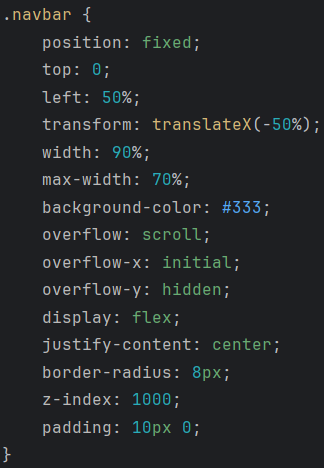 .navbar {
    position: fixed;
    top: 0;
    left: 50%;
    transform: translateX(-50%);
    width: 90%;
    max-width: 70%;
    background-color: #333;
    overflow: scroll;
    overflow-x: initial;
    overflow-y: hidden;
    display: flex;
    justify-content: center;
    border-radius: 8px;
    z-index: 1000;
    padding: 10px 0;
}